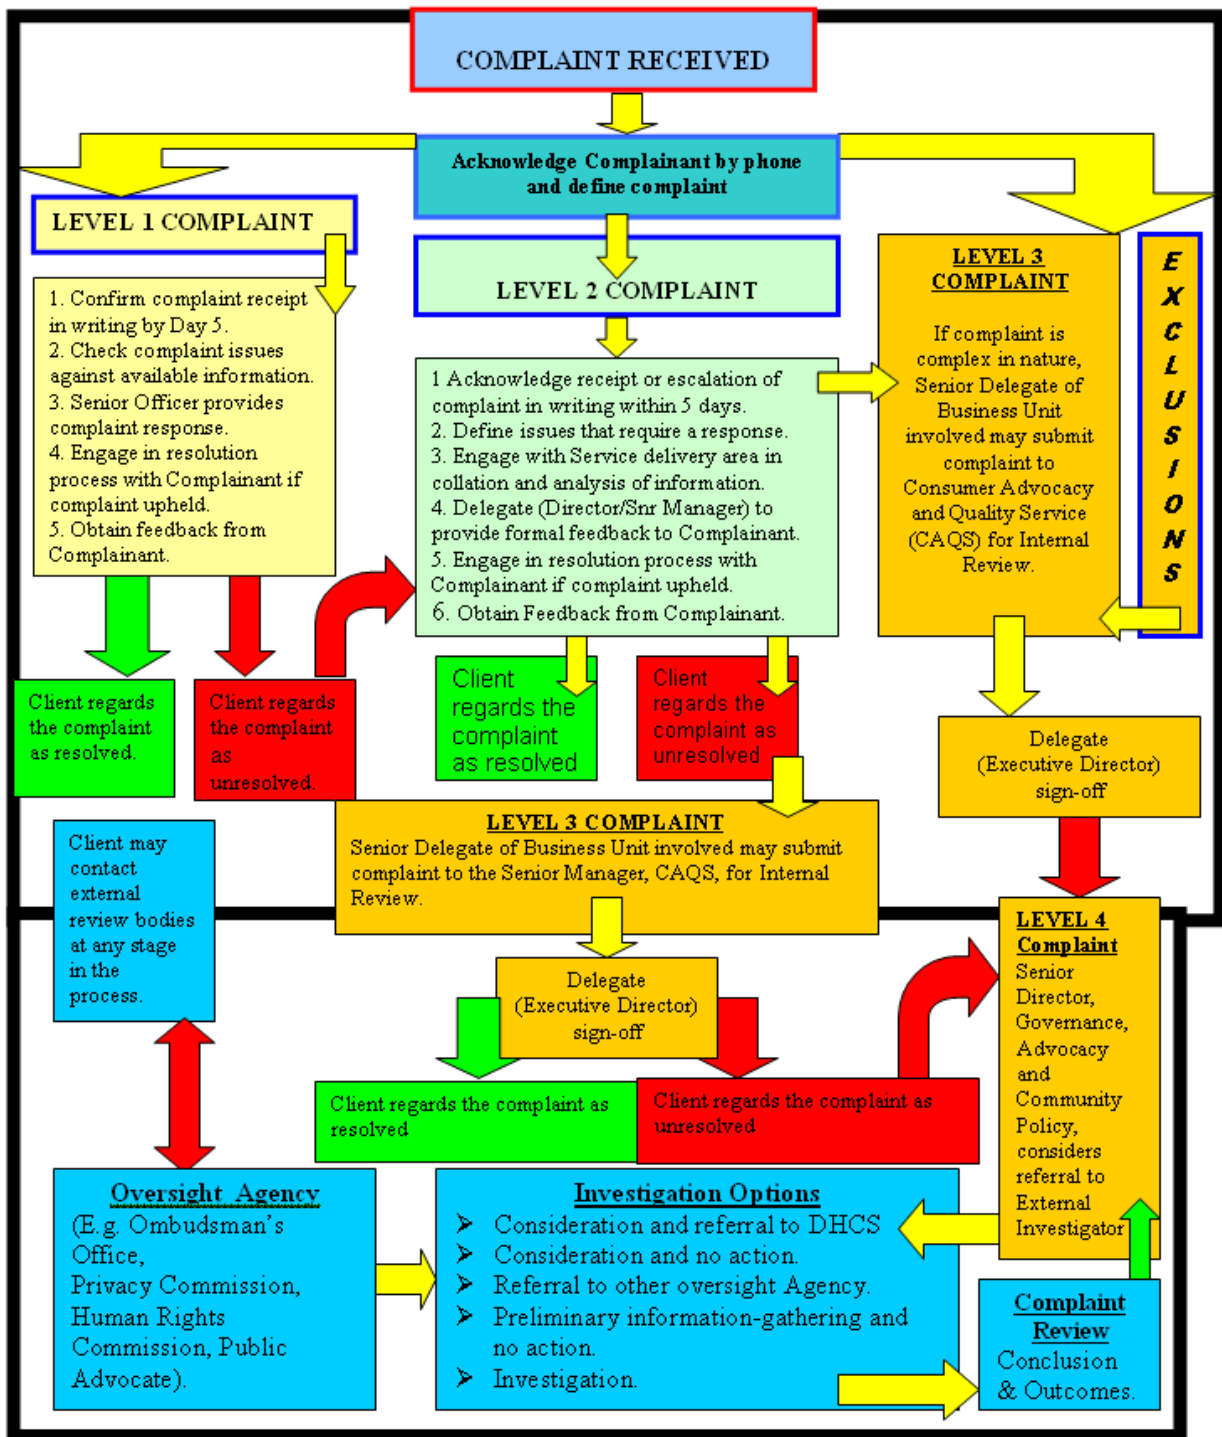 COMPLAINT RECEIVED
Acknowledge Complainant by phone
and define complaint
LEVEL 1 COMPLAINT
1. Confirm complaint receipt
in writing by Day 5.
2. Check complaint issues
against available information.
3. Senior Officer provides
complaint response.
4. Engage in resolution
process with Complainant if
complaint upheld.
5. Obtain feedback from
Complainant.
LEVEL 2 COMPLAINT
1 Acknowledge receipt or escalation of
complaint in writing within 5 days.
2. Define issues that require a response.
3. Engage with Service delivery area in
collation and analysis of information.
4. Delegate (Director/Snr Manager) to
provide formal feedback to Complainant.
5. Engage in resolution process with
Complainant if complaint upheld.
6. Obtain Feedback from Complainant.
LEVEL 3
COMPLAINT
If complaint is
complex in nature,
Senior Delegate of
Business Unit
involved may submit
complaint to
Consumer Advocacy
and Quality Service
(CAQS) for Internal
Review.
EXCLUSIONS
Client regards
the complaint
as resolved.
Client regards
the complaint
as
unresolved.
Client
regards the
complaint
as resolved
Client
regards the
complaint as
unresolved
Delegate
(Executive Director)
sign-off
LEVEL 3 COMPLAINT
Senior Delegate of Business Unit involved may submit
complaint to the Senior Manager, CAQS, for Internal
Review.
Client may
contact
external
review bodies
at any stage
in the
process.
Delegate
(Executive Director)
sign-off
LEVEL 4
Complaint
Senior
Director,
Governance,
Advocacy
and
Community
Policy,
considers
referral to
External
Investigator
Client regards the complaint as
resolved
Client regards the complaint as
unresolved
Oversight Agency
(E.g. Ombudsman's
Office,
Privacy Commission,
Human Rights
Commission, Public
Advocate).
Investigation Options
➢ Consideration and referral to DHCS
➢ Consideration and no action.
➢ Referral to other oversight Agency.
➢ Preliminary information-gathering and
no action.
➢ Investigation.
Complaint
Review
Conclusion
& Outcomes.